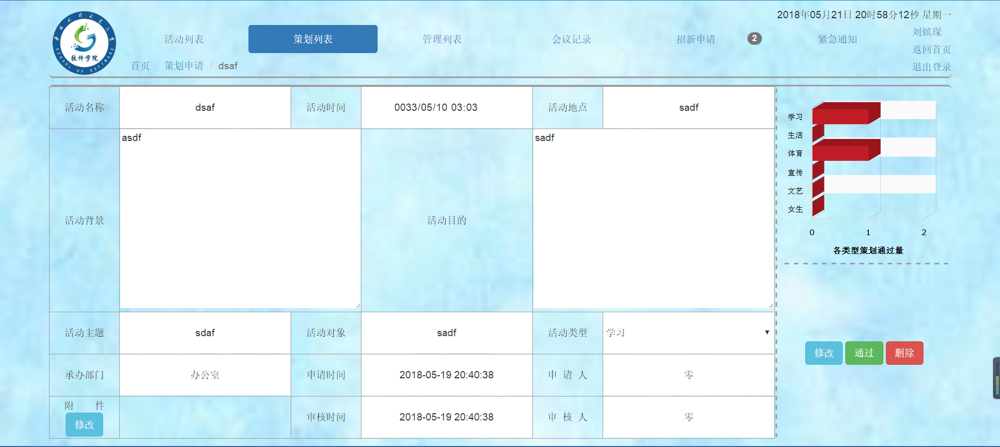 2018年05月21日 20时58分12秒 星期一
软件学院
SCHOOL OF SOFTWARE
活动列表 策划列表 管理列表 会议记录 招新申请 2 紧急通知
刘镔琛
返回首页
退出登录
首页 / 策划申请 / dsaf
活动名称 dsaf 活动时间 0033/05/10 03:03 活动地点 sadf
活动背景 asdf 活动目的 sadf
活动主题 sdaf 活动对象 sadf 活动类型 学习
承办部门 办公室 申请时间 2018-05-19 20:40:38 申 请 人 零
附 件 修改 审核时间 2018-05-19 20:40:38 审 核 人 零
学习
生活
体育
宣传
文艺
女生
0 1 2
各类型策划通过量
修改 通过 删除